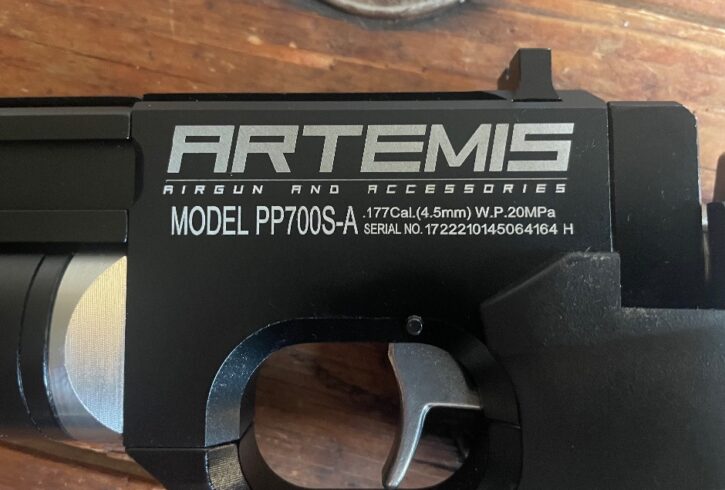 ARTEMIS
AIRGUN AND ACCESSORIES
MODEL PP700S-A .177Cal.(4.5mm) W.P.20MPa
SERIAL NO.1722210145064164 H